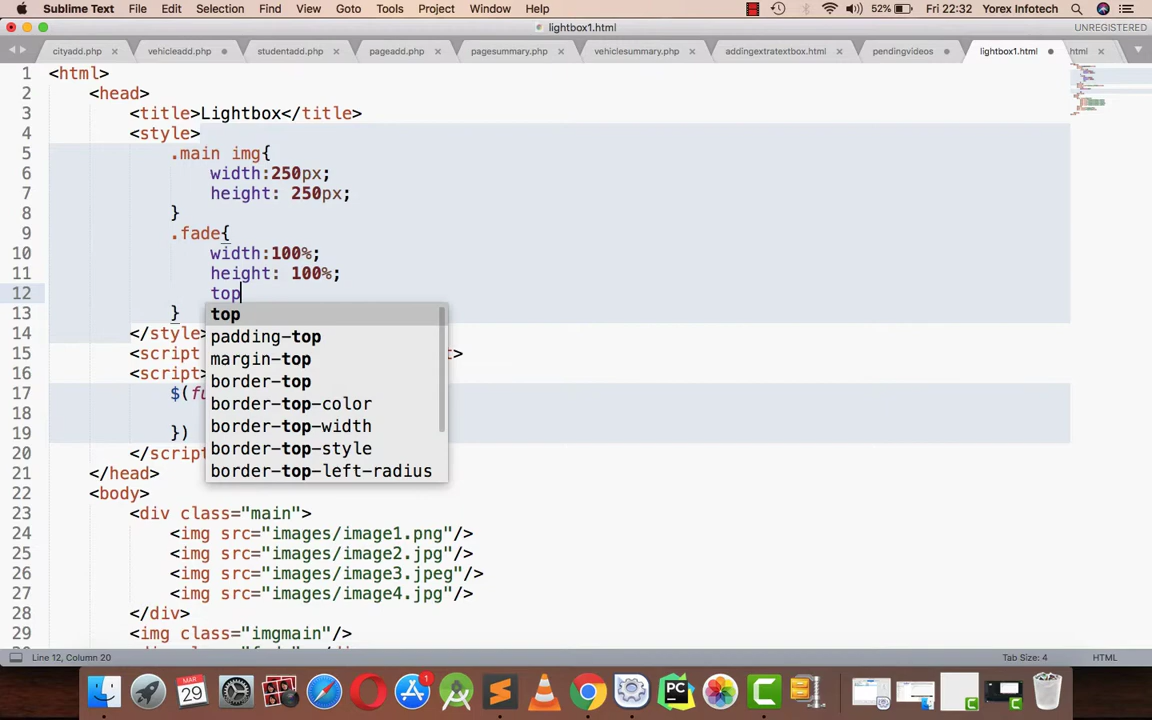 Sublime Text File Edit Selection Find View Goto Tools Project Window Help 52% Fri 22:32 Yorex Infotech
lightbox1.html UNREGISTERED
cityadd.php vehicleadd.php studentadd.php pageadd.php pagesummary.php vehiclesummary.php addingextratextbox.html pendingvideos lightbox1.html html
1 <html>
2 <head>
3 <title>Lightbox</title>
4 <style>
5 .main img{
6 width:250px;
7 height: 250px;
8 }
9 .fade{
10 width:100%;
11 height: 100%;
12 top
13 }
top
14 </style>
padding-top
15 <script t>
margin-top
16 <script>
border-top
17 $(fu
border-top-color
18
border-top-width
19 })
border-top-style
20 </script
border-top-left-radius
21 </head>
22 <body>
23 <div class="main">
24 <img src="images/image1.png"/>
25 <img src="images/image2.jpg"/>
26 <img src="images/image3.jpeg"/>
27 <img src="images/image4.jpg"/>
28 </div>
29 <img class="imgmain"/>
Line 12, Column 20 Tab Size: 4 HTML
MAR
29
1
PC